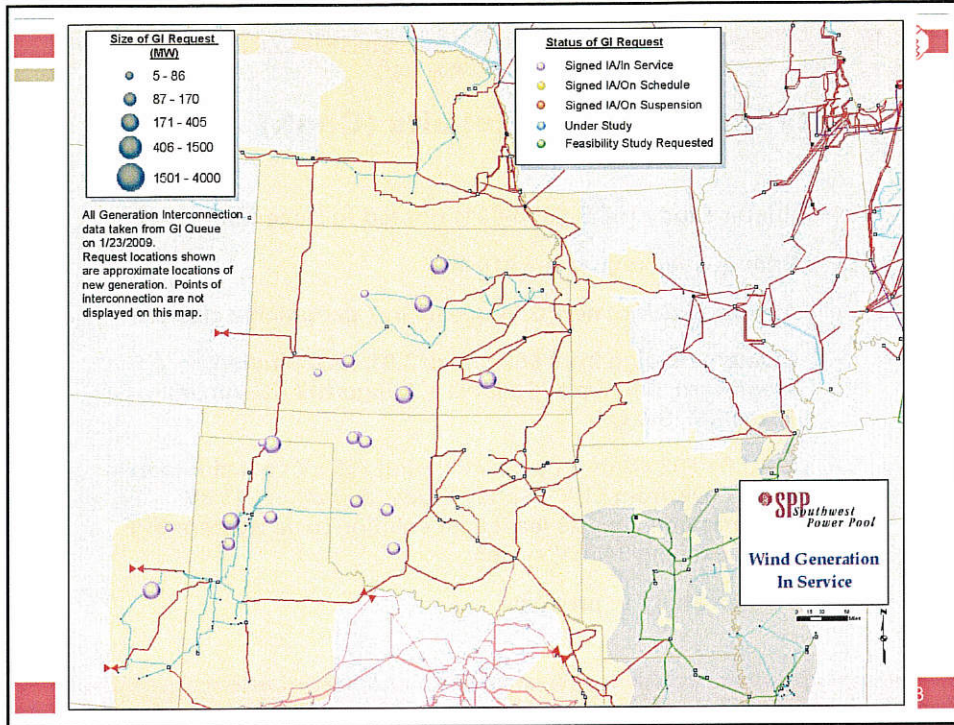 Size of GI Request
(MW)
5 - 86
87 - 170
171 - 405
406 - 1500
1501 - 4000
All Generation Interconnection
data taken from GI Queue
on 1/23/2009.
Request locations shown
are approximate locations of
new generation. Points of
Interconnection are not
displayed on this map.
Status of GI Request
Signed IA/In Service
Signed IA/On Schedule
Signed IA/On Suspension
Under Study
Feasibility Study Requested
SPP
Southwest
Power Pool
Wind Generation
In Service
N